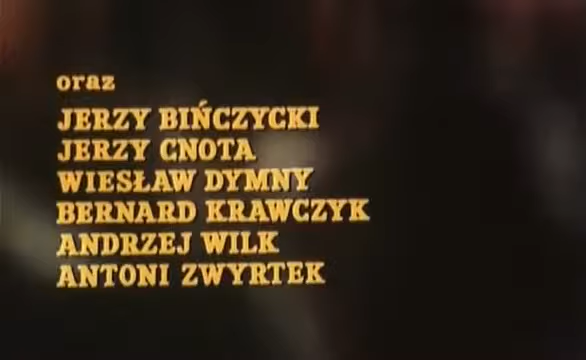 oraz
JERZY BIŃCZYCKI
JERZY CNOTA
WIESŁAW DYMNY
BERNARD KRAWCZYK
ANDRZEJ WILK
ANTONI ZWYRTEK